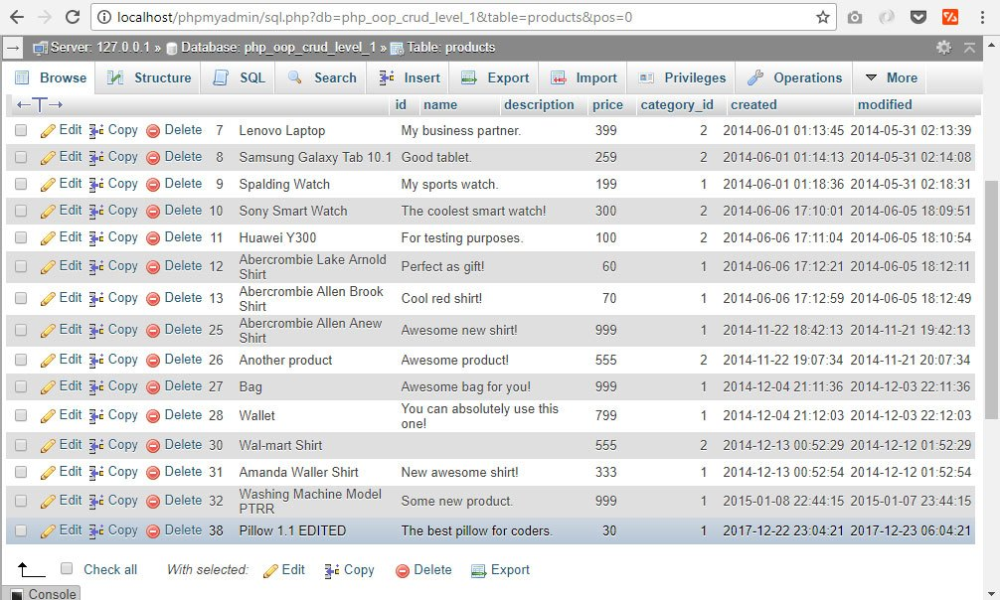 localhost/phpmyadmin/sql.php?db=php_oop_crud_level_1&table=products&pos=0
Server: 127.0.0.1 » Database: php_oop_crud_level_1 » Table: products
Browse Structure SQL Search Insert Export Import Privileges Operations More
id name description price category_id created modified
Edit Copy Delete 7 Lenovo Laptop My business partner. 399 2 2014-06-01 01:13:45 2014-05-31 02:13:39
Edit Copy Delete 8 Samsung Galaxy Tab 10.1 Good tablet. 259 2 2014-06-01 01:14:13 2014-05-31 02:14:08
Edit Copy Delete 9 Spalding Watch My sports watch. 199 1 2014-06-01 01:18:36 2014-05-31 02:18:31
Edit Copy Delete 10 Sony Smart Watch The coolest smart watch! 300 2 2014-06-06 17:10:01 2014-06-05 18:09:51
Edit Copy Delete 11 Huawei Y300 For testing purposes. 100 2 2014-06-06 17:11:04 2014-06-05 18:10:54
Edit Copy Delete 12 Abercrombie Lake Arnold
Shirt Perfect as gift! 60 1 2014-06-06 17:12:21 2014-06-05 18:12:11
Edit Copy Delete 13 Abercrombie Allen Brook
Shirt Cool red shirt! 70 1 2014-06-06 17:12:59 2014-06-05 18:12:49
Edit Copy Delete 25 Abercrombie Allen Anew
Shirt Awesome new shirt! 999 1 2014-11-22 18:42:13 2014-11-21 19:42:13
Edit Copy Delete 26 Another product Awesome product! 555 2 2014-11-22 19:07:34 2014-11-21 20:07:34
Edit Copy Delete 27 Bag Awesome bag for you! 999 1 2014-12-04 21:11:36 2014-12-03 22:11:36
Edit Copy Delete 28 Wallet You can absolutely use this
one! 799 1 2014-12-04 21:12:03 2014-12-03 22:12:03
Edit Copy Delete 30 Wal-mart Shirt 555 2 2014-12-13 00:52:29 2014-12-12 01:52:29
Edit Copy Delete 31 Amanda Waller Shirt New awesome shirt! 333 1 2014-12-13 00:52:54 2014-12-12 01:52:54
Edit Copy Delete 32 Washing Machine Model
PTRR Some new product. 999 1 2015-01-08 22:44:15 2015-01-07 23:44:15
Edit Copy Delete 38 Pillow 1.1 EDITED The best pillow for coders. 30 1 2017-12-22 23:04:21 2017-12-23 06:04:21
Check all With selected: Edit Copy Delete Export
Console